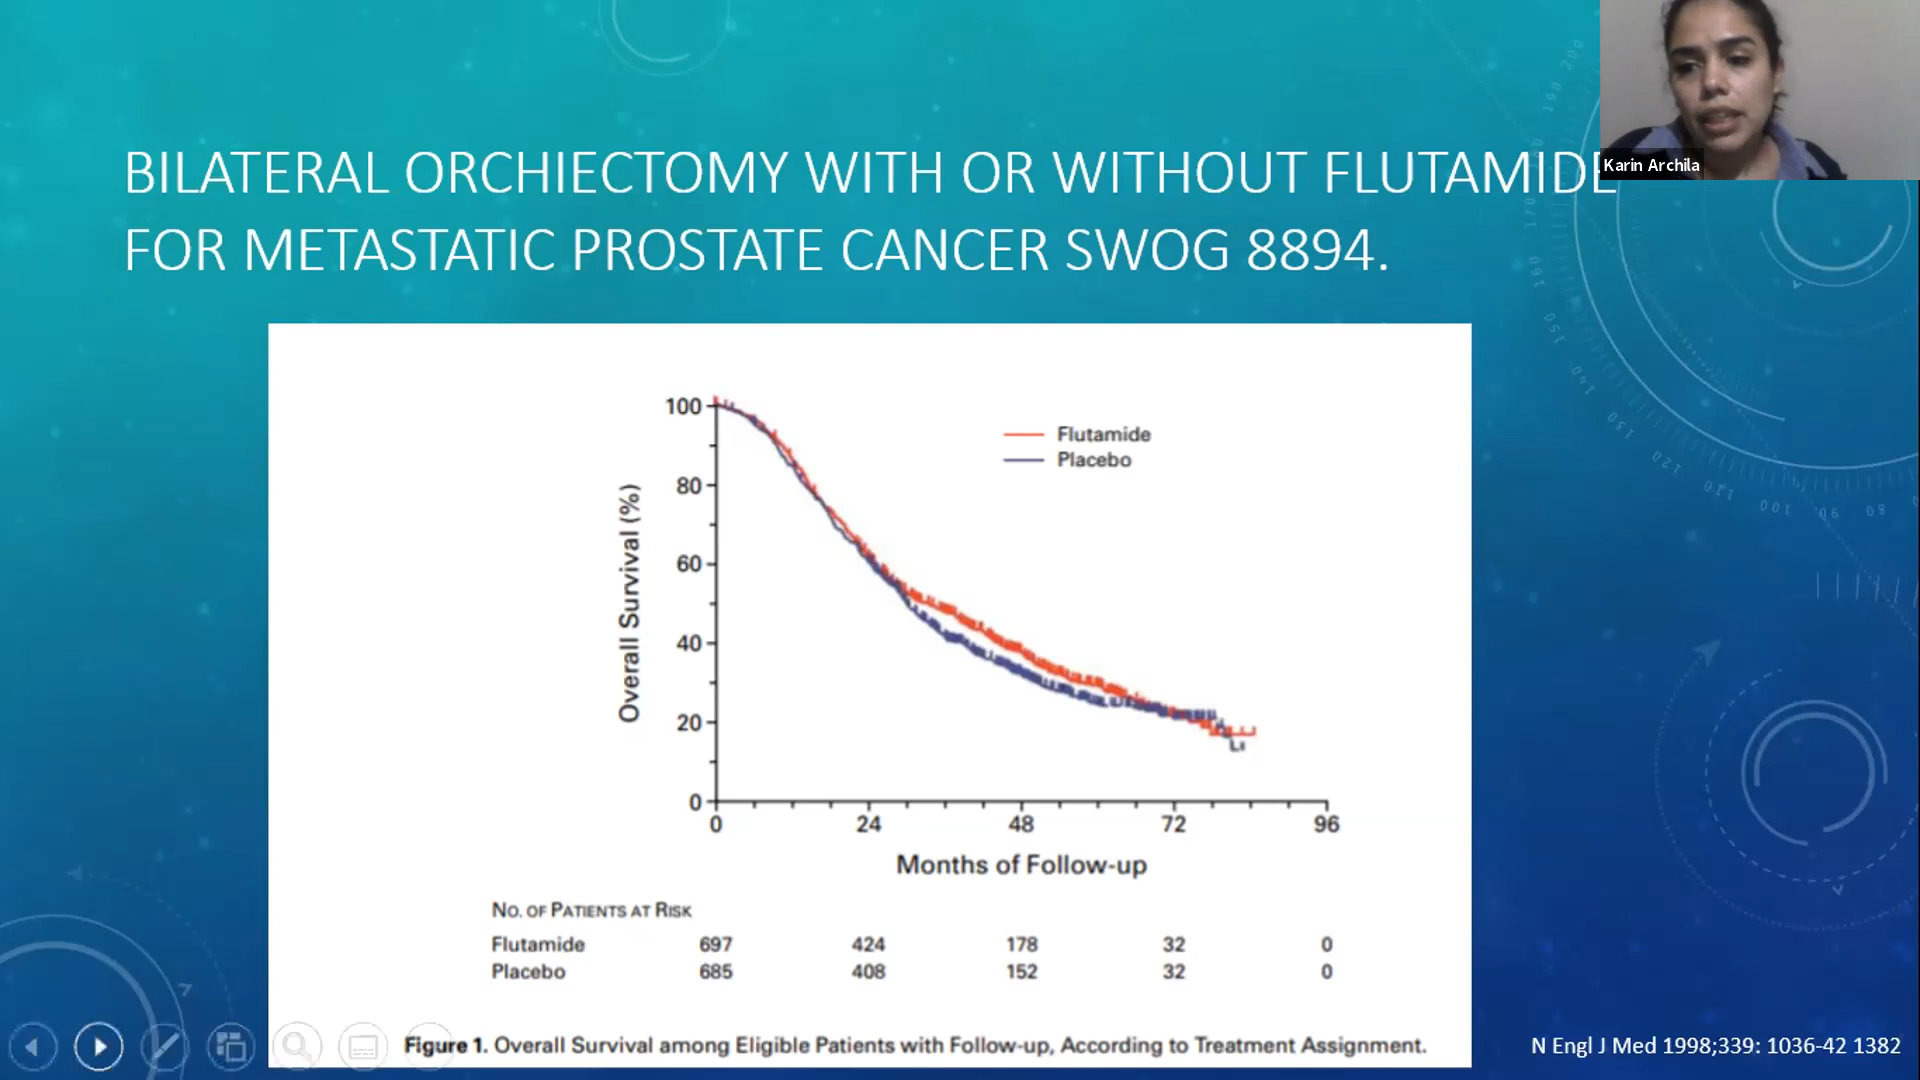 Karin Archila
BILATERAL ORCHIECTOMY WITH OR WITHOUT FLUTAMIDE
FOR METASTATIC PROSTATE CANCER SWOG 8894.
100
80
60
40
20
0
Overall Survival (%)
Flutamide
Placebo
0 24 48 72 96
Months of Follow-up
NO. OF PATIENTS AT RISK
Flutamide 697 424 178 32 0
Placebo 685 408 152 32 0
Figure 1. Overall Survival among Eligible Patients with Follow-up, According to Treatment Assignment.
N Engl J Med 1998;339: 1036-42 1382